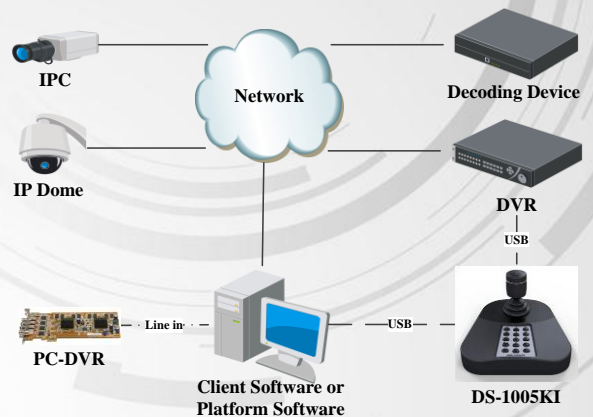 IPC
Network
Decoding Device
IP Dome
DVR
USB
PC-DVR
Line in
USB
Client Software or
Platform Software
DS-1005KI